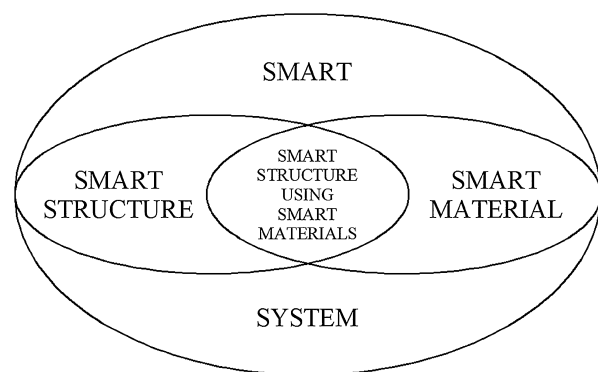 SMART
SMART
STRUCTURE
SMART
STRUCTURE
USING
SMART
MATERIALS
SMART
MATERIAL
SYSTEM